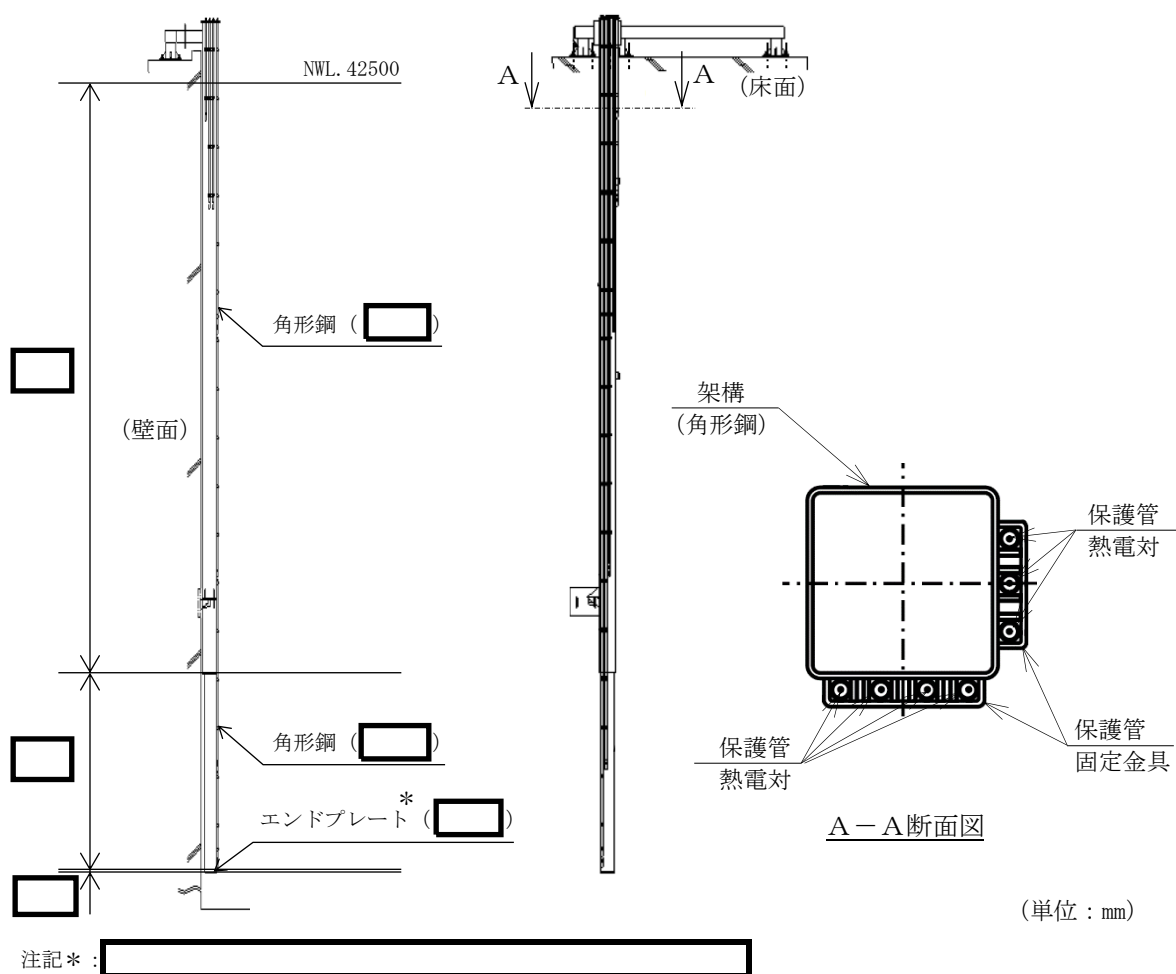 NWL.42500
A
A
(床面)
角形鋼 ( )
(壁面)
架構
(角形鋼)
保護管
熱電対
角形鋼 ( )
エンドプレート* ( )
保護管
熱電対
保護管
固定金具
A-A断面図
(単位:mm)
注記*: